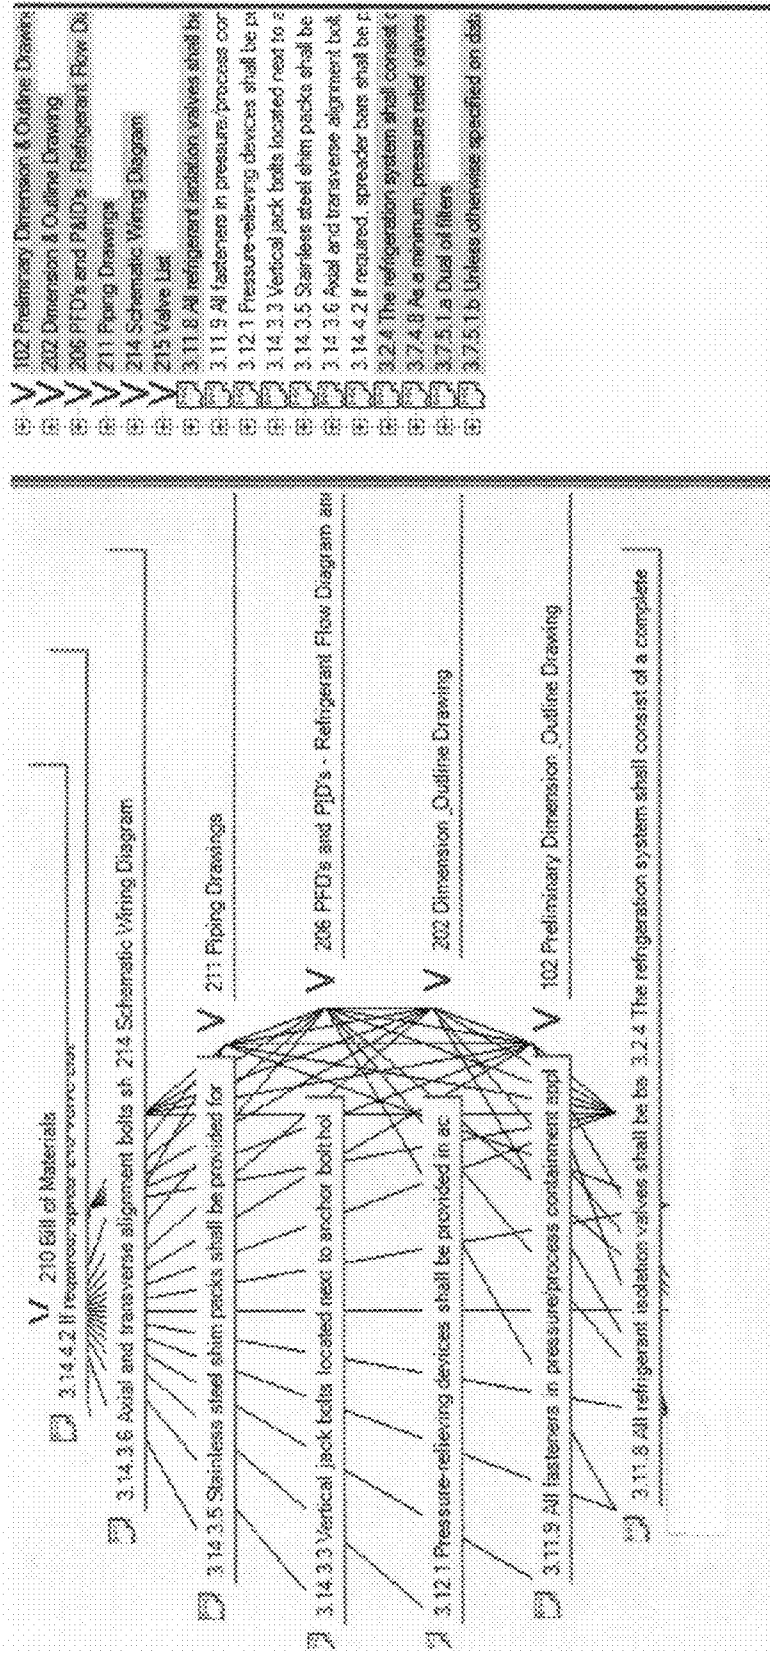 102 Preliminary Dimension & Outline Drawin
202 Dimension & Outline Drawing
206 PFD's and P&ID's - Refrigerant Flow Di
211 Piping Drawings
214 Schematic Wiring Diagram
215 Valve List
3.11.8 All refrigerant isolation valves shall be
3.11.9 All fasteners in pressure/process con
3.12.1 Pressure-relieving devices shall be pr
3.14.3.3 Vertical jack bolts located next to a
3.14.3.5 Stainless steel shim packs shall be
3.14.3.6 Axial and transverse alignment bolt
3.14.4.2 If required, spreader bars shall be p
3.2.4 The refrigeration system shall consist o
3.7.4.8 As a minimum, pressure relief valves
3.7.5.1.a Dual oil filters
3.7.5.1.b Unless otherwise specified on data
210 Bill of Materials
3.14.4.2 If required,
3.14.3.6 Axial and transverse alignment bolts sh
214 Schematic Wiring Diagram
3.14.3.5 Stainless steel shim packs shall be provided for
211 Piping Drawings
3.14.3.3 Vertical jack bolts located next to anchor bolt hol
206 PFD's and PID's - Refrigerant Flow Diagram and
3.12.1 Pressure-relieving devices shall be provided in ac
202 Dimension _Outline Drawing
3.11.9 All fasteners in pressure/process containment appl
102 Preliminary Dimension _Outline Drawing
3.11.8 All refrigerant isolation valves shall be bs
3.2.4 The refrigeration system shall consist of a complete